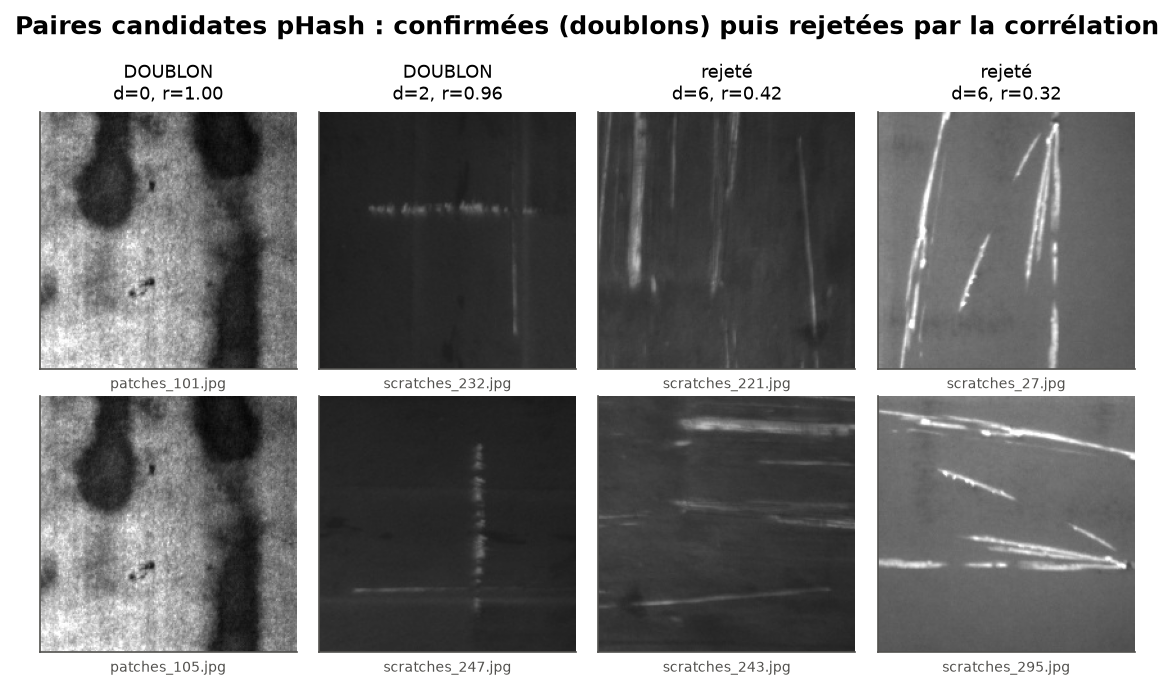 Paires candidates pHash : confirmées (doublons) puis rejetées par la corrélation
DOUBLON
d=0, r=1.00
DOUBLON
d=2, r=0.96
rejeté
d=6, r=0.42
rejeté
d=6, r=0.32
patches_101.jpg
scratches_232.jpg
scratches_221.jpg
scratches_27.jpg
patches_105.jpg
scratches_247.jpg
scratches_243.jpg
scratches_295.jpg